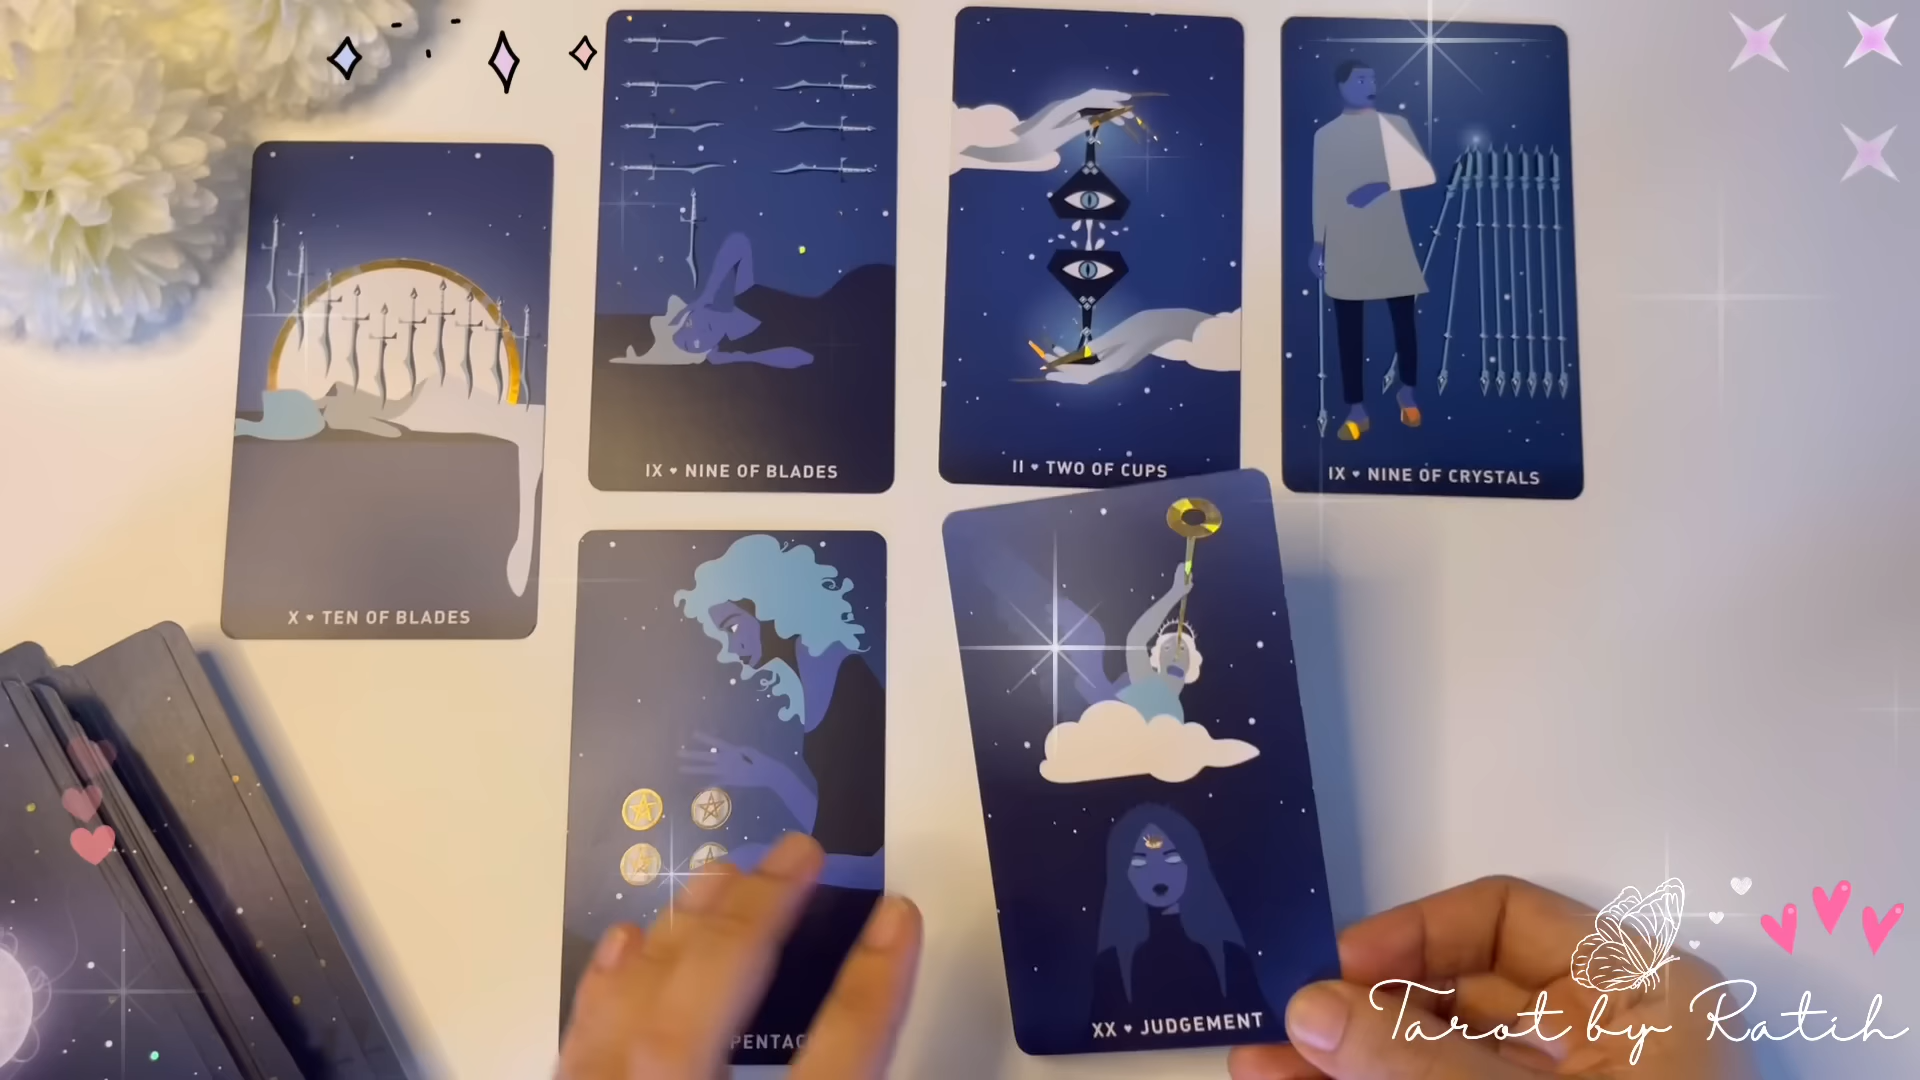 IX ♥ NINE OF BLADES
II ♥ TWO OF CUPS
IX ♥ NINE OF CRYSTALS
X ♥ TEN OF BLADES
XX ♥ JUDGEMENT
Tarot by Ratih